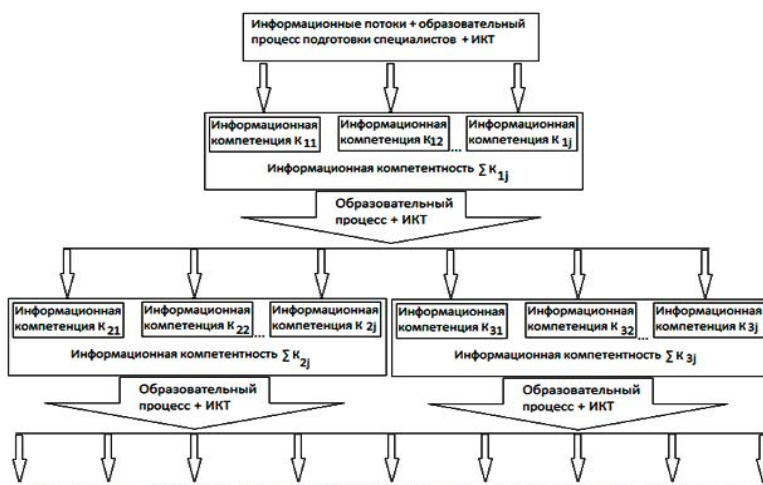 Информационные потоки + образовательный
процесс подготовки специалистов + ИКТ
Информационная
компетенция К11
Информационная
компетенция К12
...
Информационная
компетенция К1j
Информационная компетентность ∑ К1j
Образовательный
процесс + ИКТ
Информационная
компетенция К21
Информационная
компетенция К22
...
Информационная
компетенция К 2j
Информационная компетентность ∑ К2j
Информационная
компетенция К31
Информационная
компетенция К32
...
Информационная
компетенция К3j
Информационная компетентность ∑ К 3j
Образовательный
процесс + ИКТ
Образовательный
процесс + ИКТ